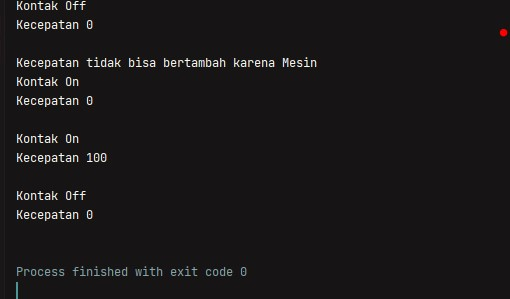 Kontak Off
Kecepatan 0
Kecepatan tidak bisa bertambah karena Mesin
Kontak On
Kecepatan 0
Kontak On
Kecepatan 100
Kontak Off
Kecepatan 0
Process finished with exit code 0